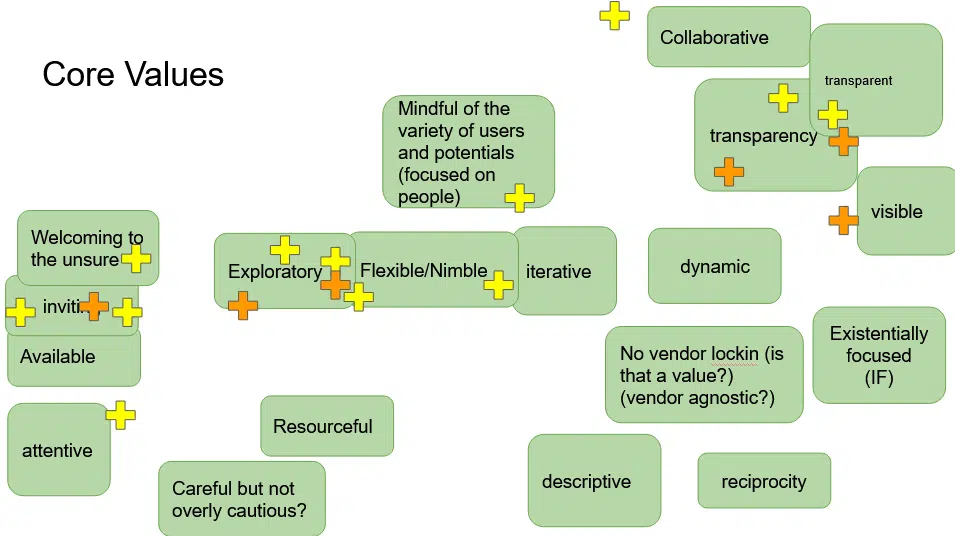 Core Values
Collaborative
transparent
Mindful of the
variety of users
and potentials
(focused on
people)
transparency
visible
Welcoming to
the unsure
Exploratory
Flexible/Nimble
iterative
dynamic
Available
No vendor lockin (is
that a value?)
(vendor agnostic?)
Existentially
focused
(IF)
attentive
Resourceful
Careful but not
overly cautious?
descriptive
reciprocity